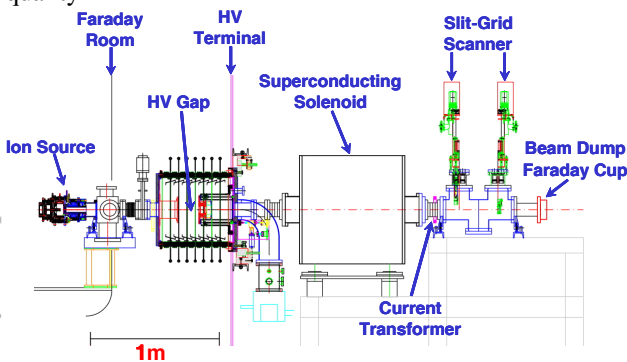 quality
Faraday
Room
HV
Terminal
Slit-Grid
Scanner
HV Gap
Superconducting
Solenoid
Ion Source
Beam Dump
Faraday Cup
Current
Transformer
1m